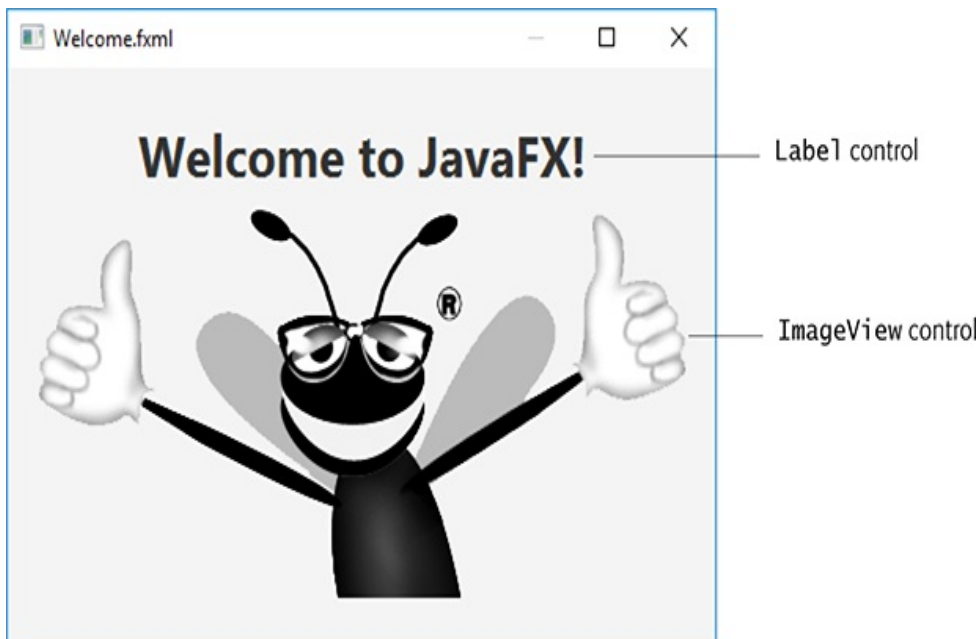 Welcome.fxml
Welcome to JavaFX!
Label control
®
ImageView control